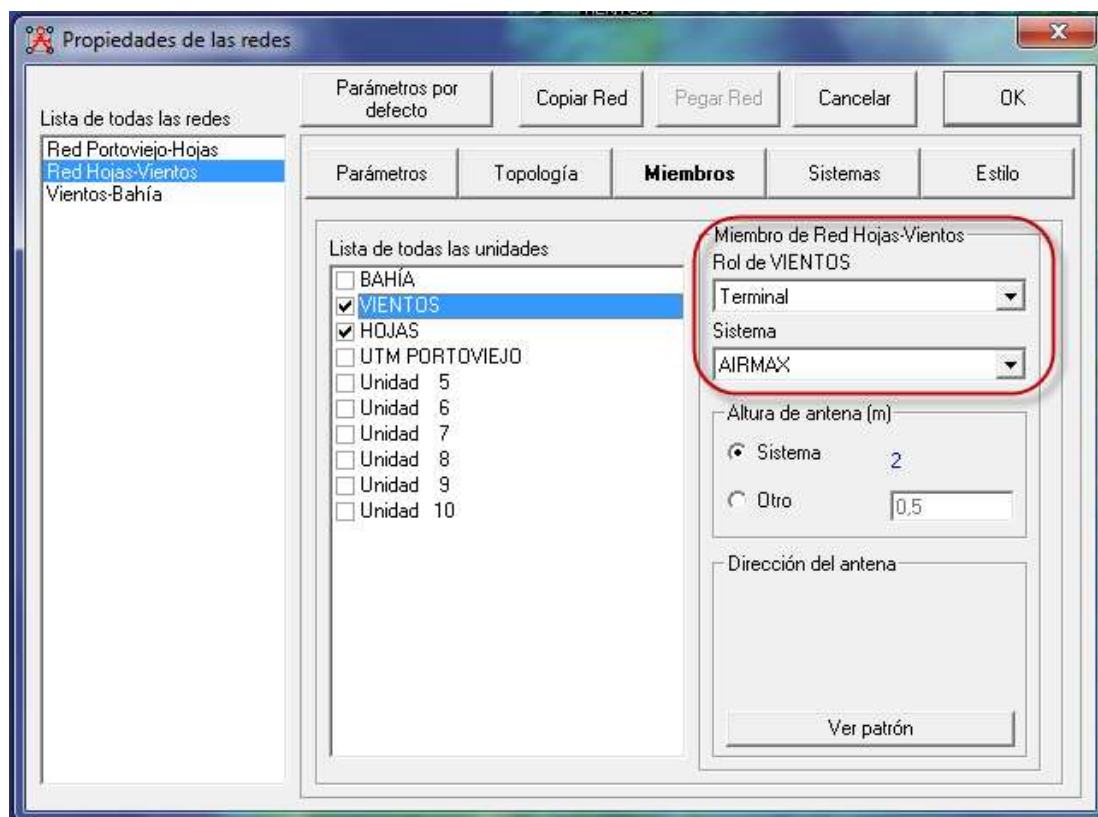 Propiedades de las redes
Lista de todas las redes
Red Portoviejo-Hojas
Red Hojas-Vientos
Vientos-Bahía
Parámetros por
defecto
Copiar Red
Pegar Red
Cancelar
OK
Parámetros
Topología
Miembros
Sistemas
Estilo
Lista de todas las unidades
BAHÍA
VIENTOS
HOJAS
UTM PORTOVIEJO
Unidad 5
Unidad 6
Unidad 7
Unidad 8
Unidad 9
Unidad 10
Miembro de Red Hojas-Vientos
Rol de VIENTOS
Terminal
Sistema
AIRMAX
Altura de antena (m)
Sistema 2
Otro 0,5
Dirección del antena
Ver patrón